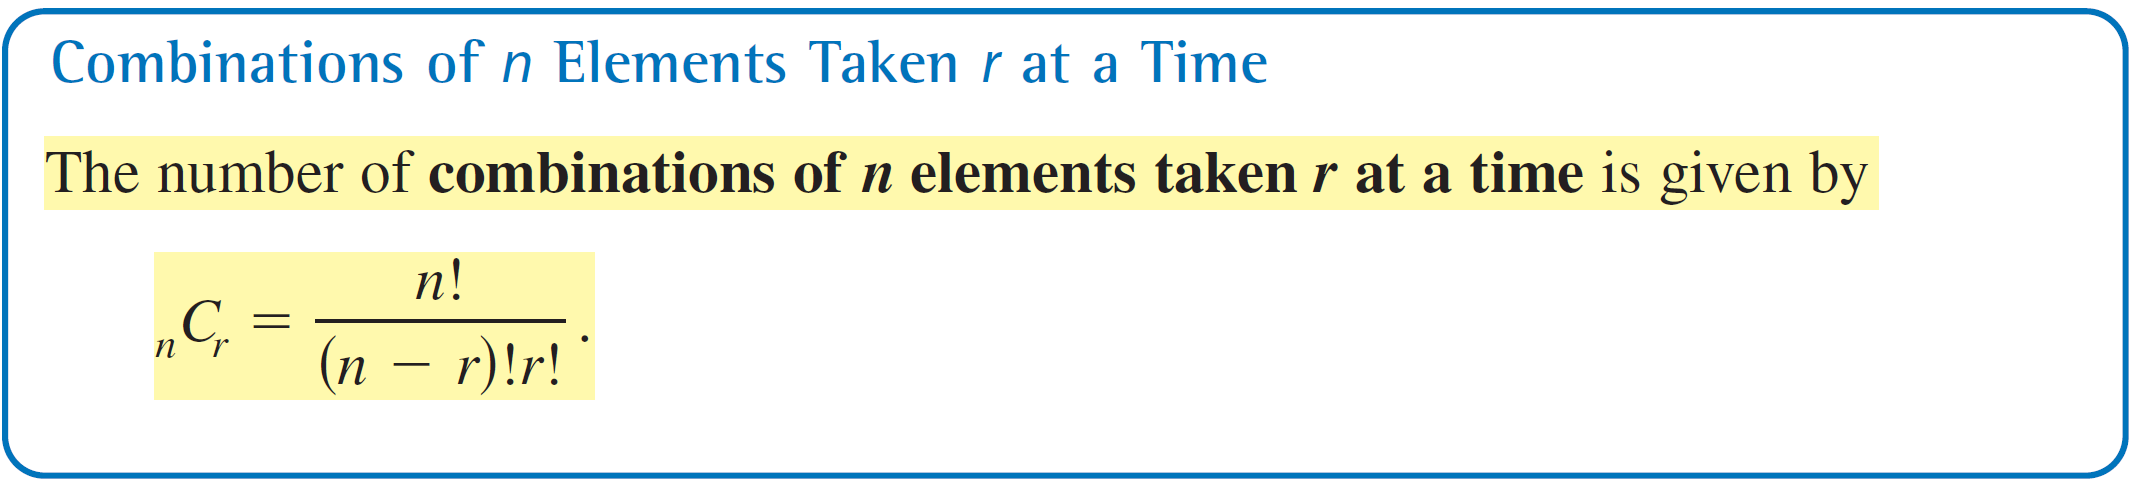 Combinations of n Elements Taken r at a Time
The number of combinations of n elements taken r at a time is given by
nCr = n! / (n − r)!r! .